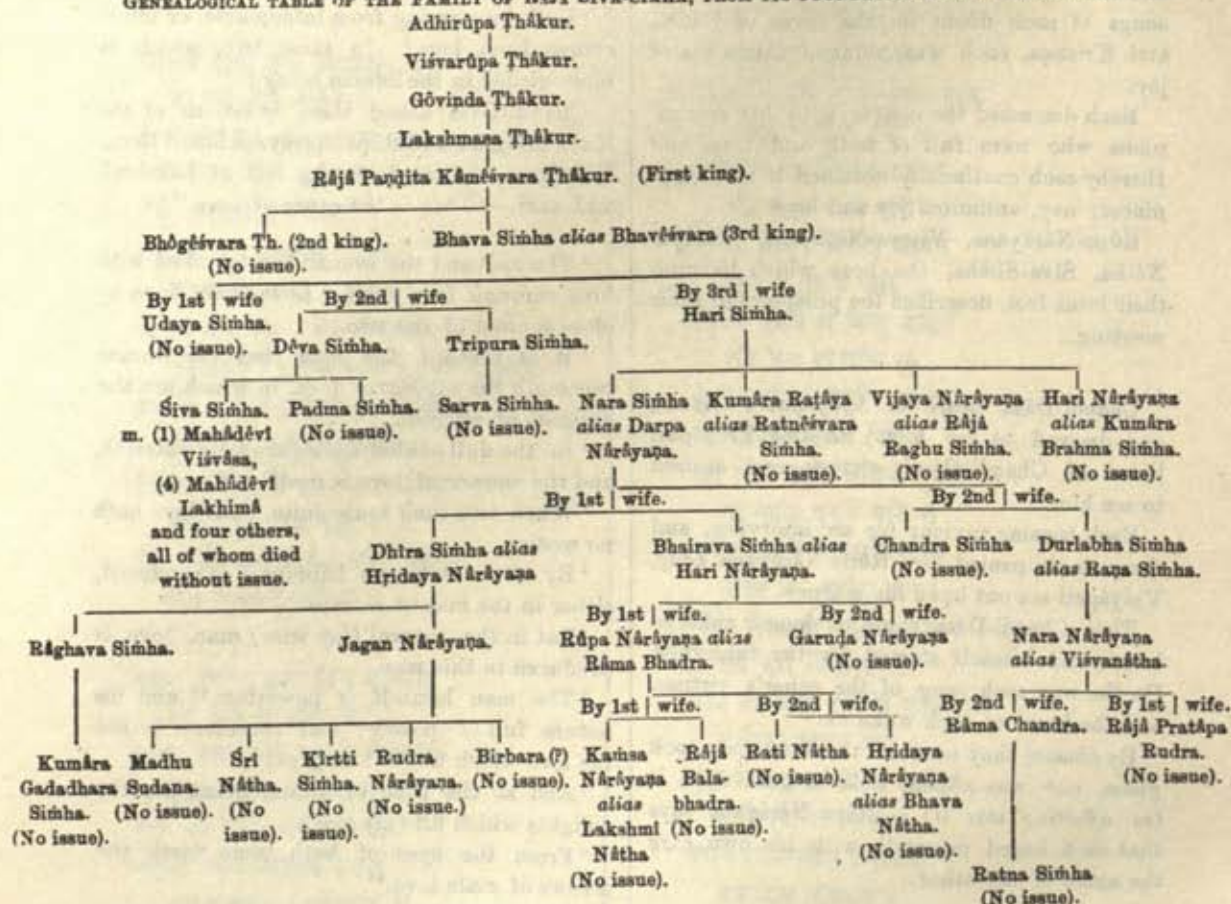 GENEALOGICAL TABLE OF THE FAMILY OF
Adhirûpa Ṭhâkur.
Viśvarûpa Ṭhâkur.
Gôvinda Ṭhâkur.
Lakshmaṇa Ṭhâkur.
Râjâ Paṇḍita Kâmêśvara Ṭhâkur. (First king).
Bhôgêśvara Ṭh. (2nd king). Bhava Siṁha alias Bhavêśvara (3rd king).
(No issue).
By 1st | wife By 2nd | wife By 3rd | wife
Udaya Siṁha. Hari Siṁha.
(No issue). Dêva Siṁha. Tripura Siṁha.
Śiva Siṁha. Padma Siṁha. Sarva Siṁha. Nara Siṁha Kumâra Raṭâya Vijaya Nârâyaṇa Hari Nârâyaṇa
m. (1) Mahâdêvî (No issue). (No issue). alias Darpa alias Ratnêśvara alias Râjâ alias Kumâra
Viśvâsa, Nârâyaṇa. Siṁha. Raghu Siṁha. Brahma Siṁha.
(4) Mahâdêvî (No issue). (No issue). (No issue).
Lakhimâ By 1st | wife. By 2nd | wife.
and four others,
all of whom died Dhîra Siṁha alias Bhairava Siṁha alias Chandra Siṁha Durlabha Siṁha
without issue. Hṛidaya Nârâyaṇa Hari Nârâyaṇa. (No issue). alias Raṇa Siṁha.
By 1st | wife. By 2nd | wife.
Râghava Siṁha. Jagan Nârâyaṇa. Rûpa Nârâyaṇa alias Garuḍa Nârâyaṇa Nara Nârâyaṇa
Râma Bhadra. (No issue). alias Viśvanâtha.
By 1st | wife. By 2nd | wife. By 2nd | wife. By 1st | wife.
Râma Chandra. Râjâ Pratâpa
Kumâra Madhu Śrî Kîrtti Rudra Birbara (?) Kaṁsa Râjâ Rati Nâtha Hṛidaya Rudra.
Gadadhara Sudana. Nâtha. Siṁha. Nârâyaṇa. (No issue). Nârâyaṇa Bala- (No issue). Nârâyaṇa (No issue).
Siṁha. (No issue). (No (No (No issue.) alias bhadra. alias Bhava
(No issue). issue). issue). Lakshmî (No issue). Nâtha.
Nâtha (No issue).
(No issue). Ratna Siṁha
(No issue).